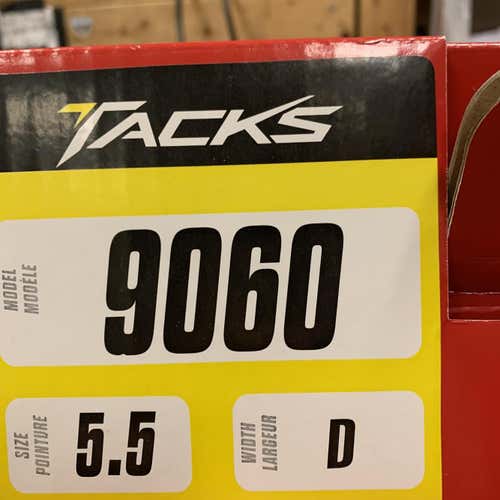 TACKS
MODEL
MODÈLE
9060
SIZE
POINTURE
5.5
WIDTH
LARGEUR
D